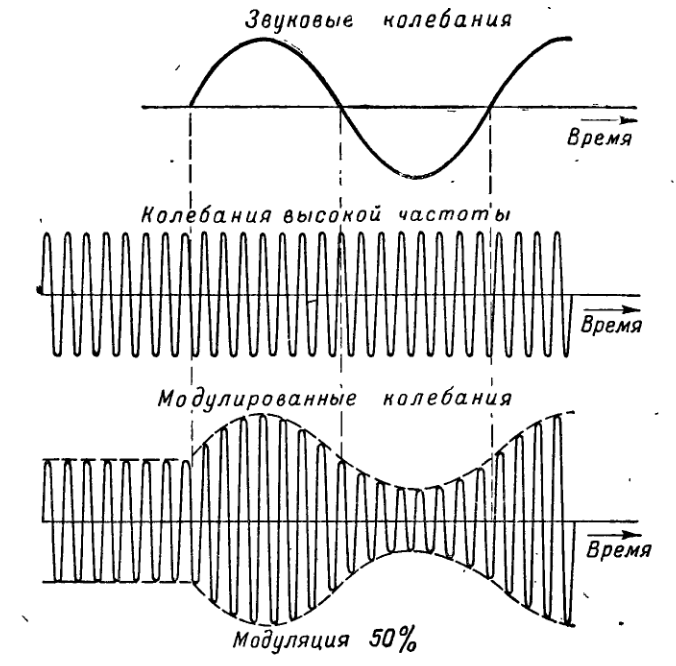 Звуковые колебания
Время
Колебания высокой частоты
Время
Модулированные колебания
Время
Модуляция 50%